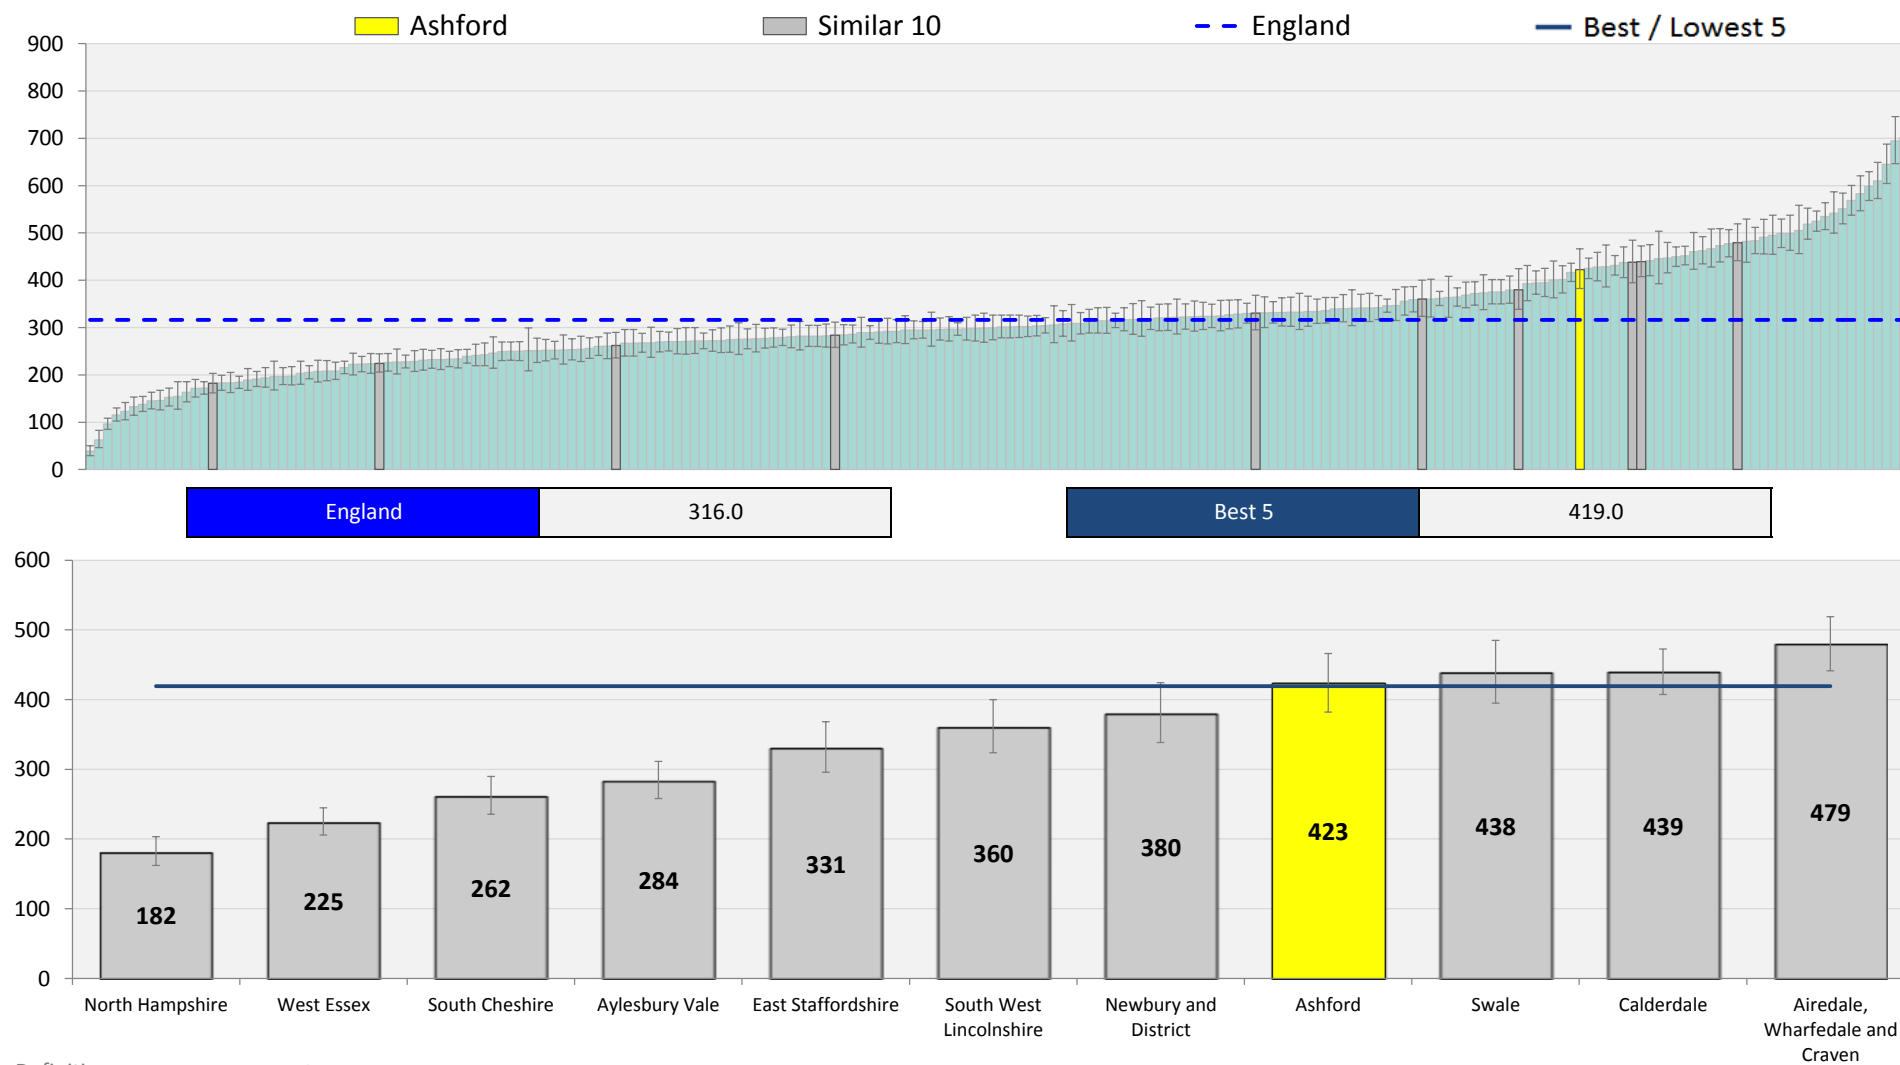 Ashford Similar 10 England Best / Lowest 5
900
800
700
600
500
400
300
200
100
0
England 316.0 Best 5 419.0
600
500
400
300
200
100
0
182 225 262 284 331 360 380 423 438 439 479
North Hampshire West Essex South Cheshire Aylesbury Vale East Staffordshire South West Newbury and Ashford Swale Calderdale Airedale,
Lincolnshire District Wharfedale and
Craven